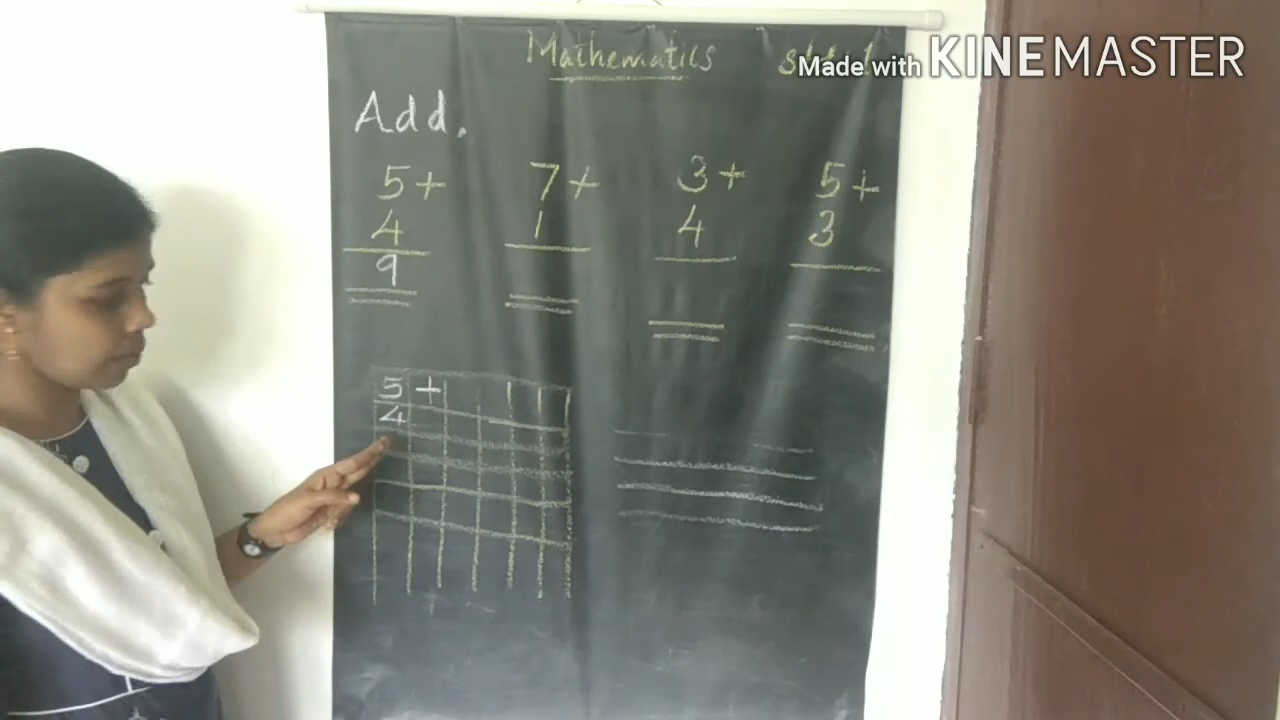 Mathematics
Made with KINEMASTER
Add.
5+ 7+ 3+ 5+
4 1 4 3
9
5 +
4